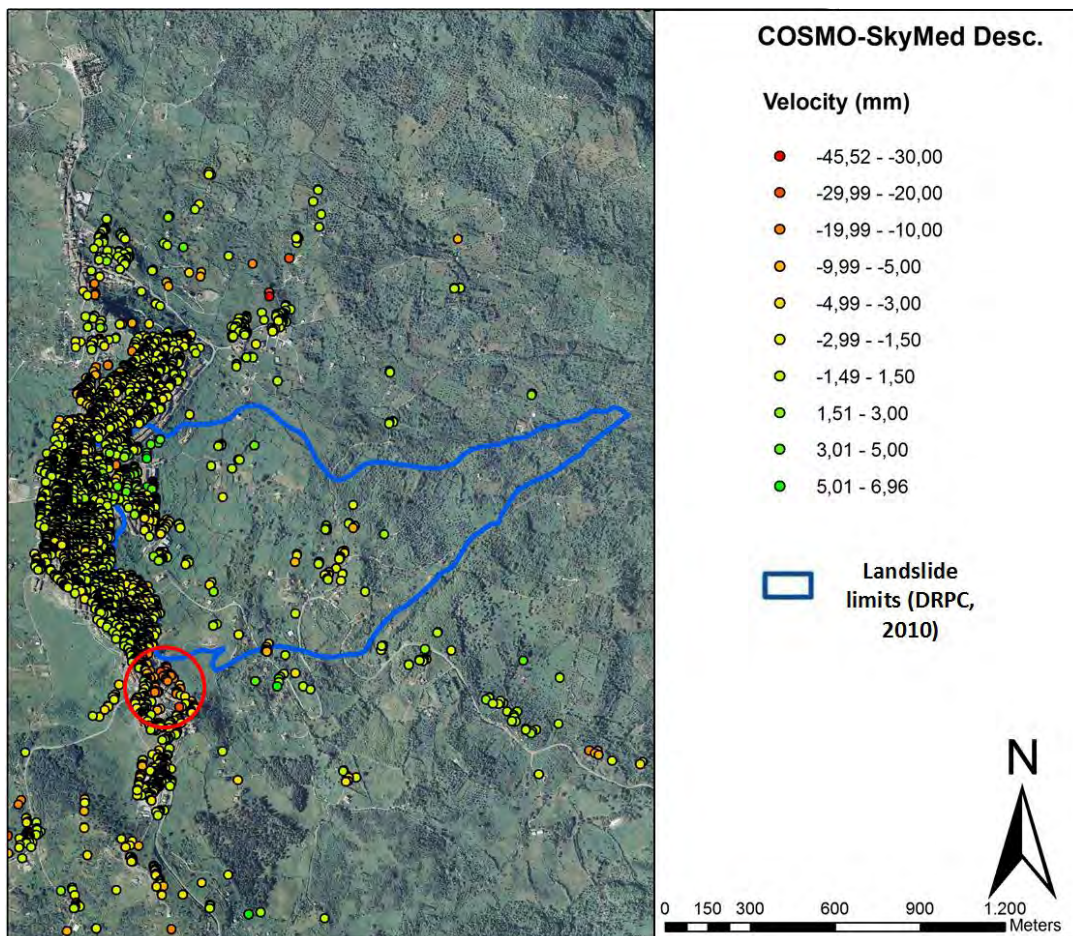 COSMO-SkyMed Desc.
Velocity (mm)
-45,52 - -30,00
-29,99 - -20,00
-19,99 - -10,00
-9,99 - -5,00
-4,99 - -3,00
-2,99 - -1,50
-1,49 - 1,50
1,51 - 3,00
3,01 - 5,00
5,01 - 6,96
Landslide
limits (DRPC,
2010)
N
0 150 300 600 900 1.200
Meters